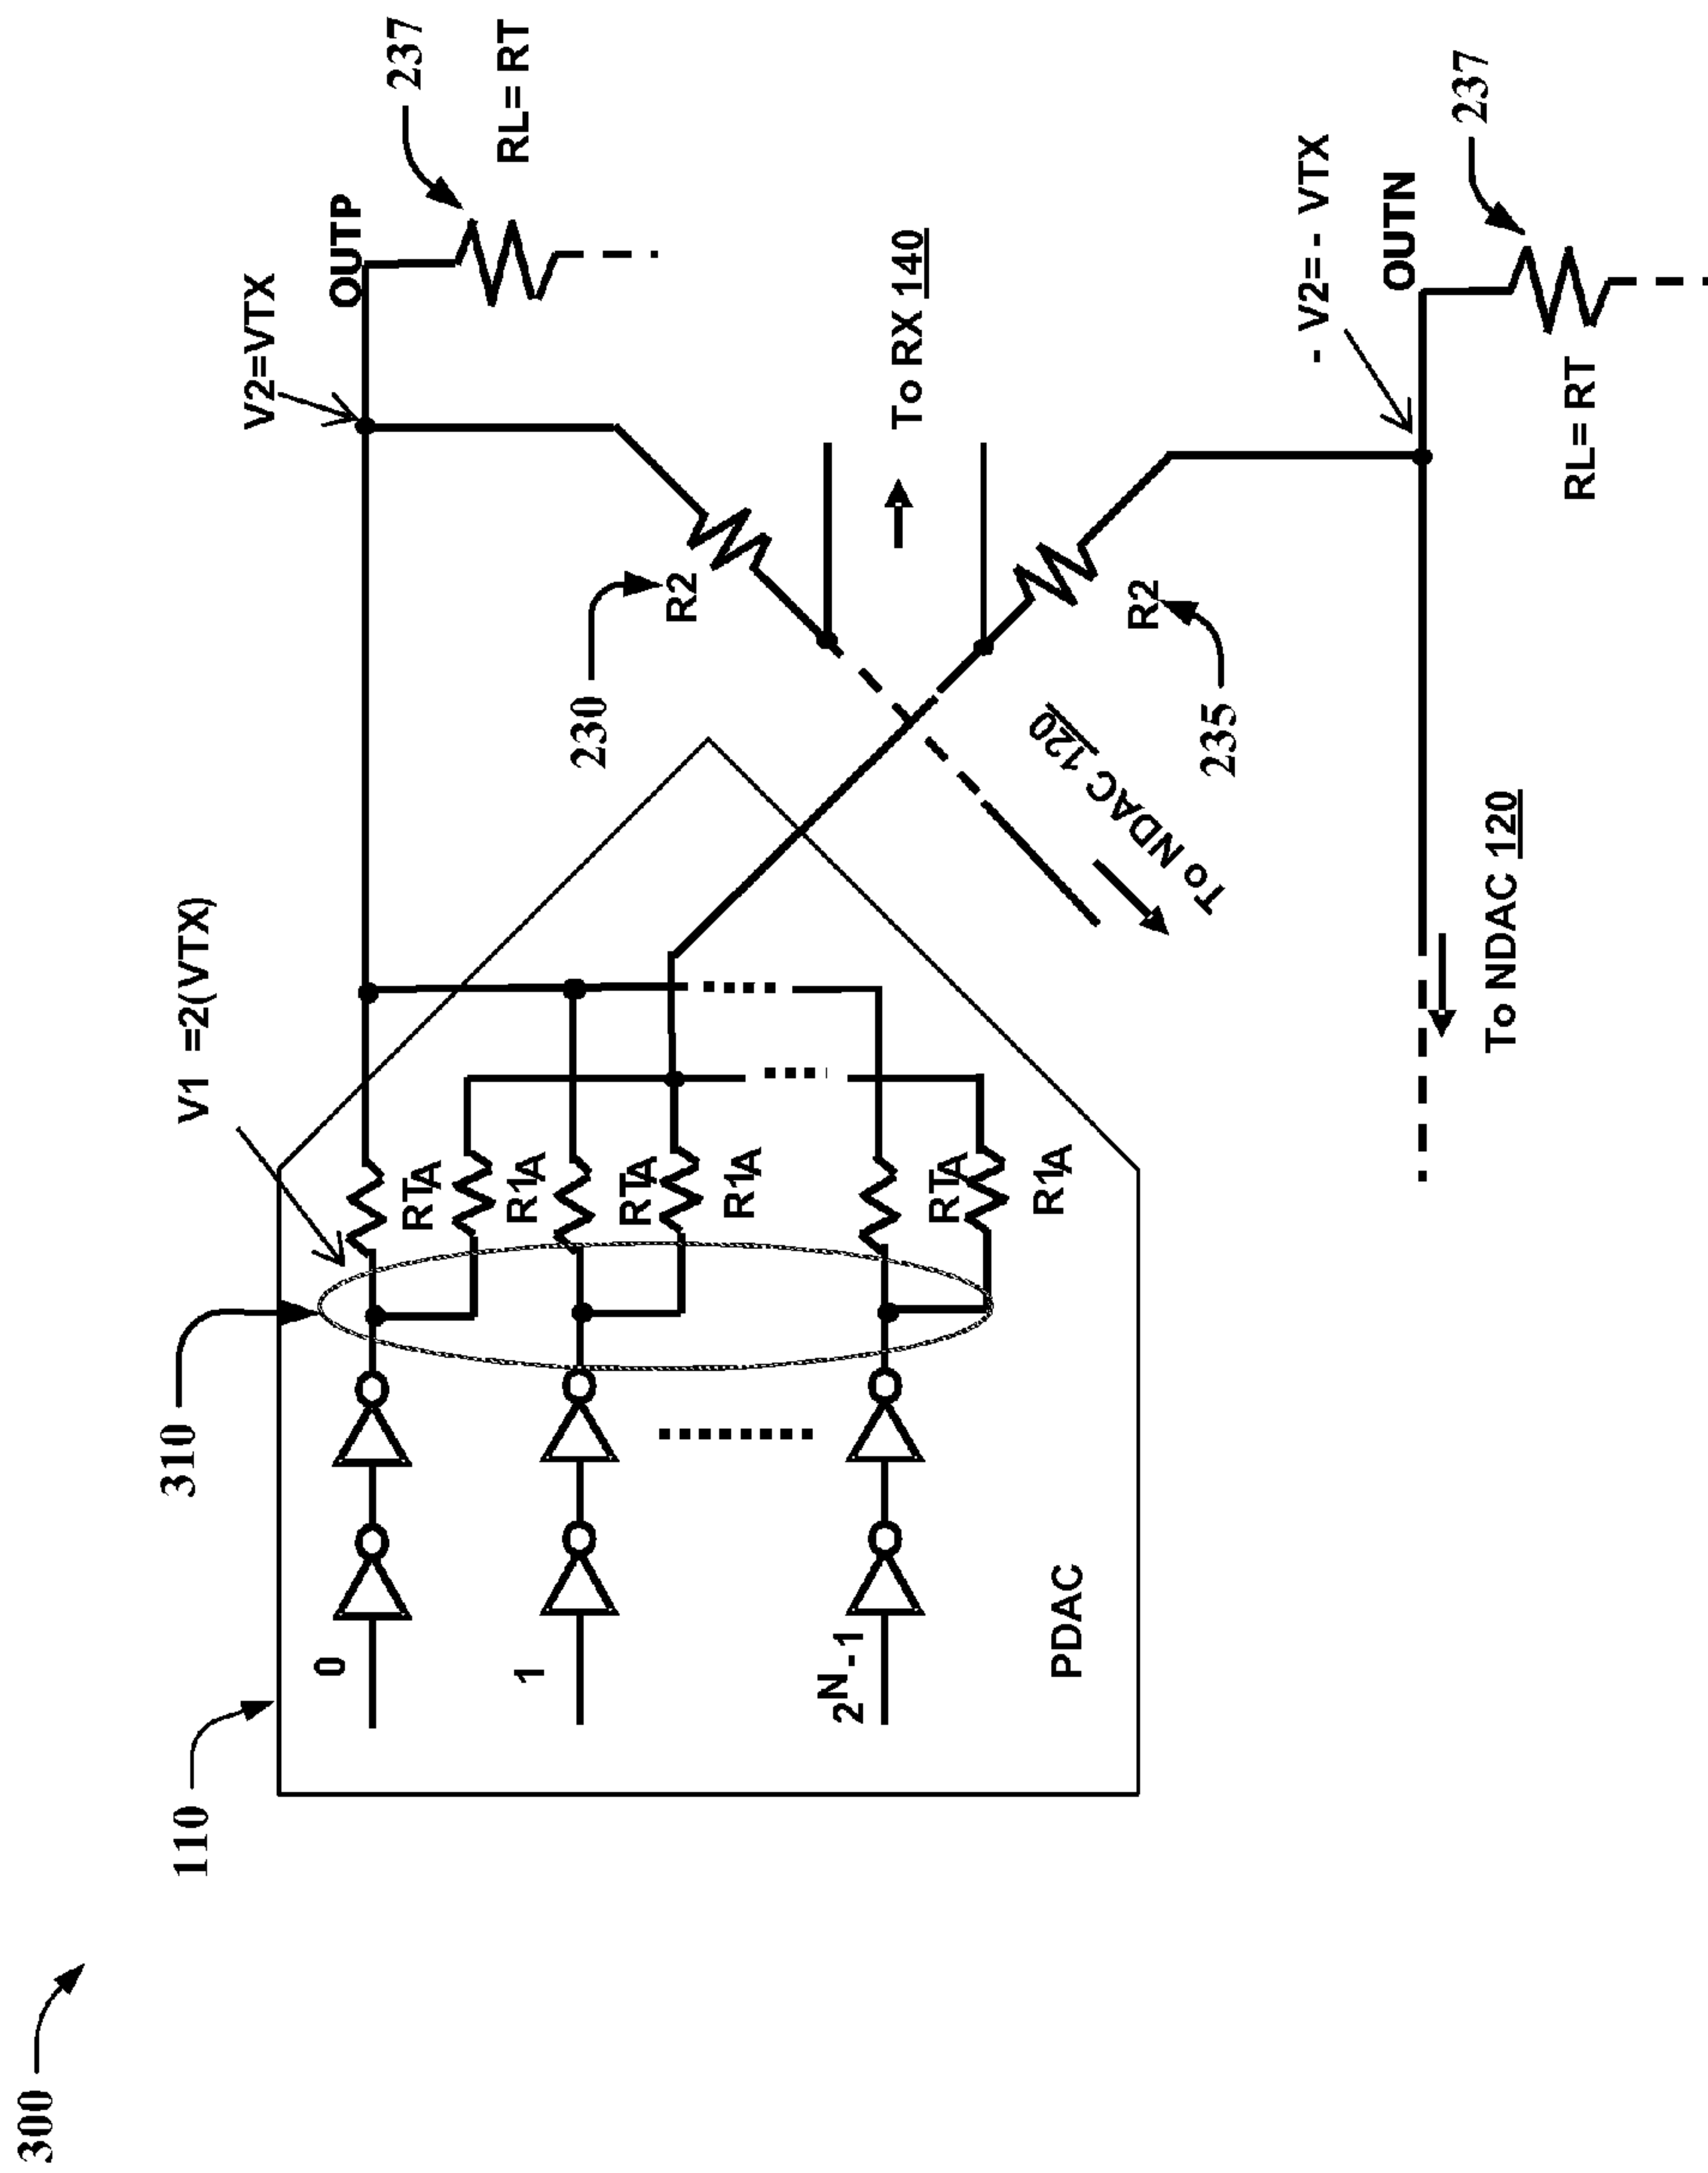 300
110
310
V1 =2(VTX)
V2=VTX
OUTP
237
RL= RT
0
1
2N-1
RTA
R1A
RTA
R1A
RTA
R1A
PDAC
230
R2
To RX 140
To NDAC 120
R2
235
- V2= - VTX
OUTN
237
RL= RT
To NDAC 120